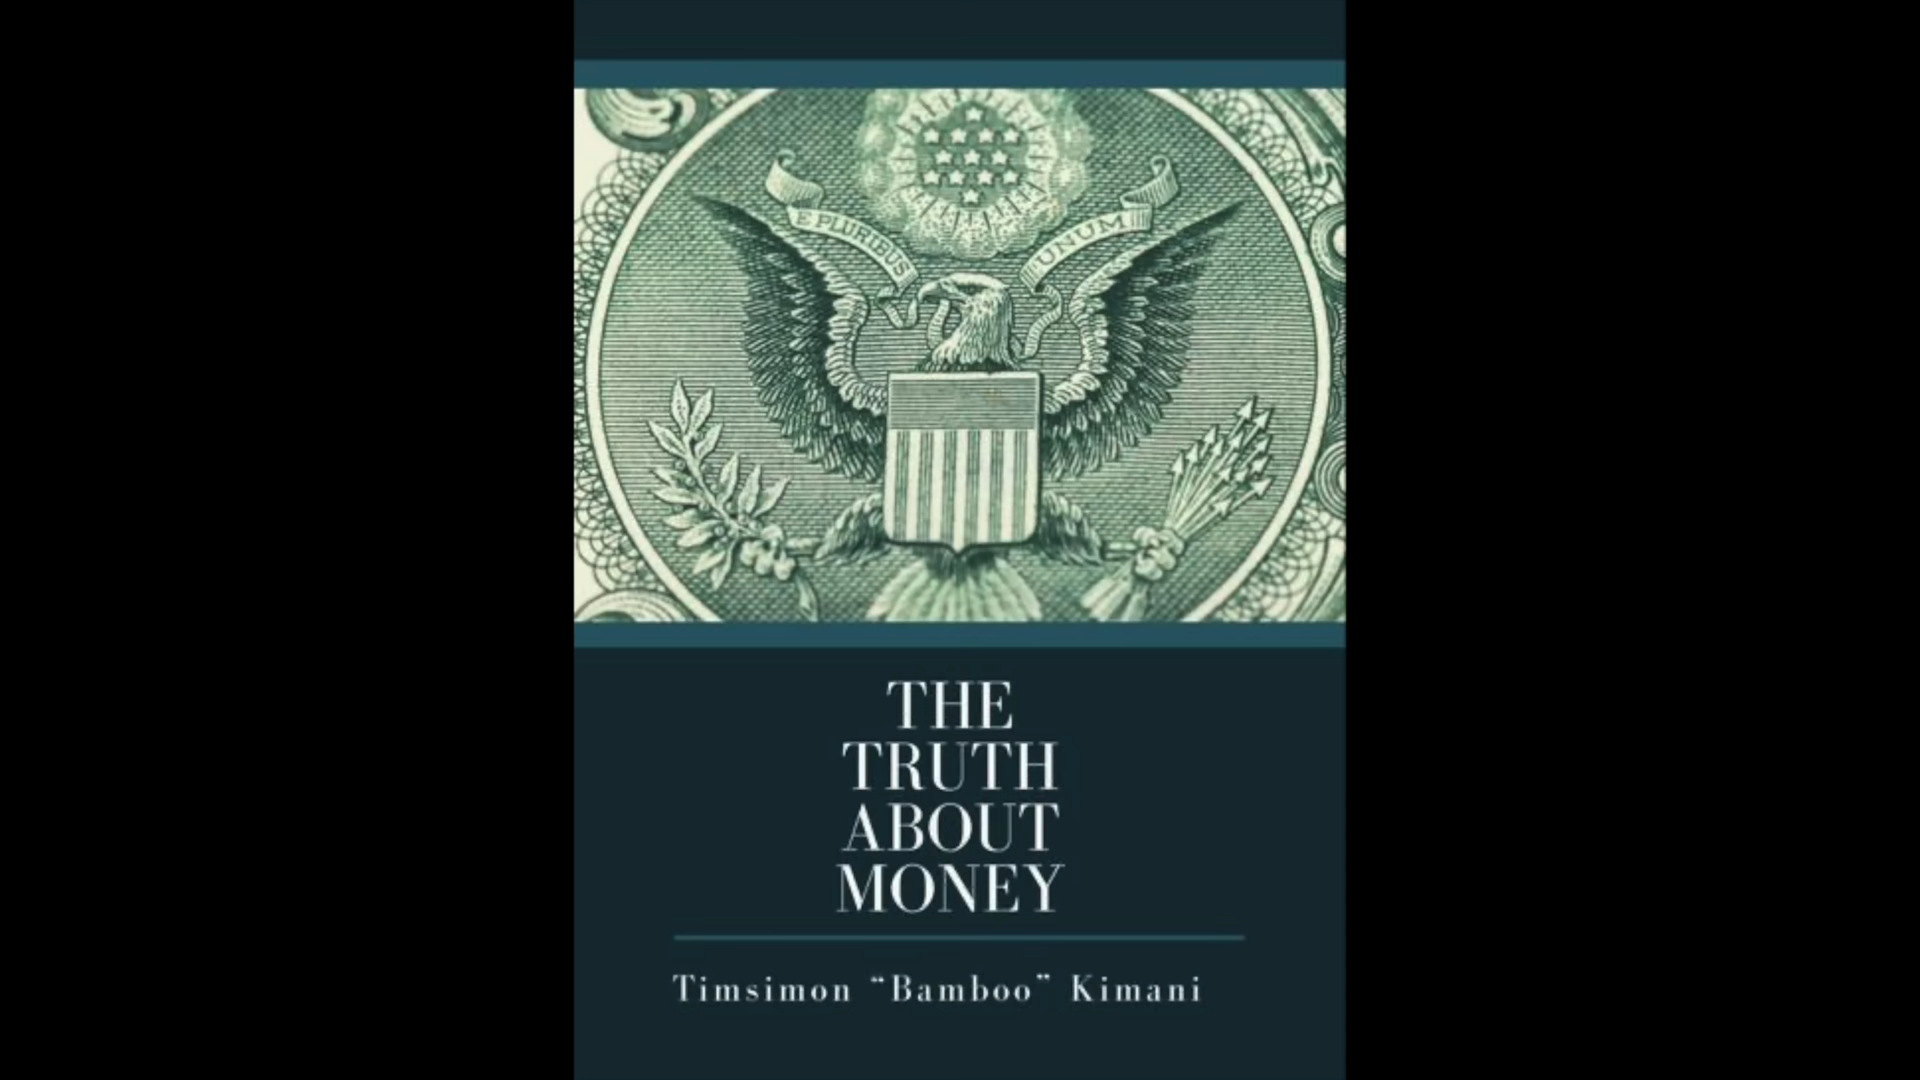 E PLURIBUS UNUM
THE
TRUTH
ABOUT
MONEY
Timsimon “Bamboo” Kimani